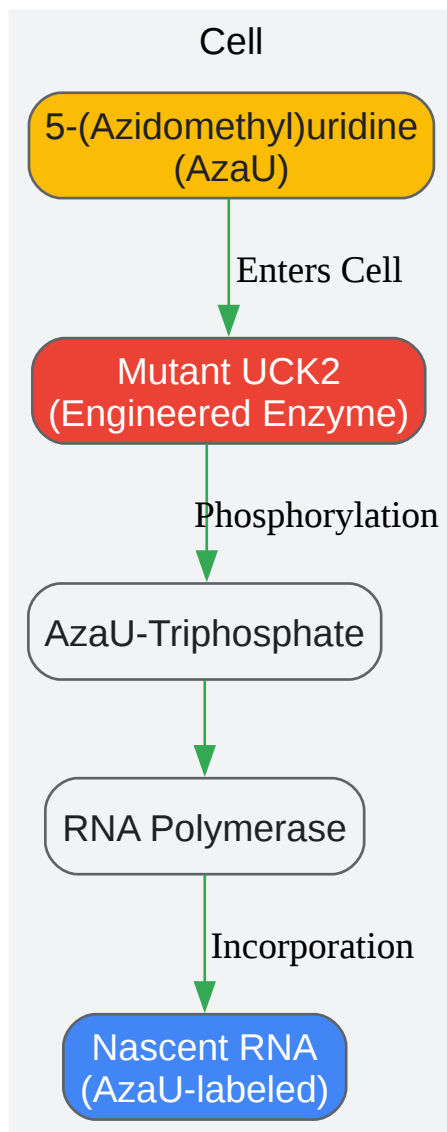 Cell
5-(Azidomethyl)uridine
(AzaU)
Enters Cell
Mutant UCK2
(Engineered Enzyme)
Phosphorylation
AzaU-Triphosphate
RNA Polymerase
Incorporation
Nascent RNA
(AzaU-labeled)